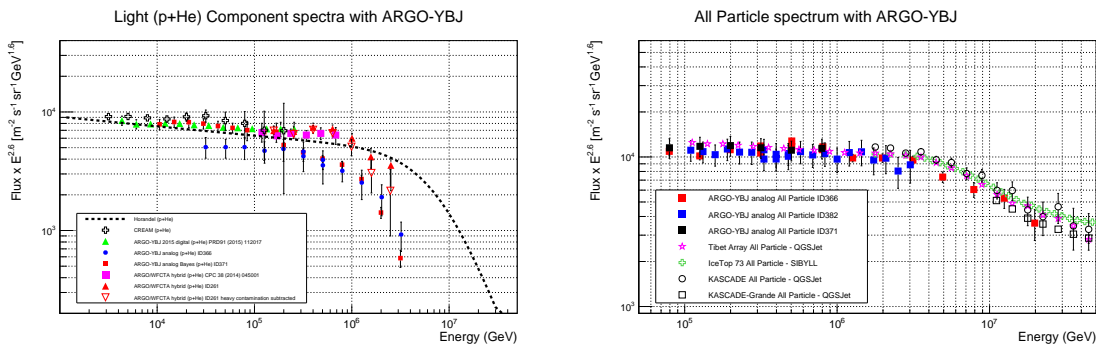 Light (p+He) Component spectra with ARGO-YBJ
Flux x E^2.6 [m^-2 s^-1 sr^-1 GeV^1.6]
10^4
10^3
Horandel (p+He)
CREAM (p+He)
ARGO-YBJ 2015 digital (p+He) PRD91 (2015) 112017
ARGO-YBJ analog (p+He) ID366
ARGO-YBJ analog Bayes (p+He) ID371
ARGO/WFCTA hybrid (p+He) CPC 38 (2014) 045001
ARGO/WFCTA hybrid (p+He) ID261
ARGO/WFCTA hybrid (p+He) ID261 heavy contamination subtracted
10^4 10^5 10^6 10^7
Energy (GeV)
All Particle spectrum with ARGO-YBJ
Flux x E^2.6 [m^-2 s^-1 sr^-1 GeV^1.6]
10^4
10^3
ARGO-YBJ analog All Particle ID366
ARGO-YBJ analog All Particle ID382
ARGO-YBJ analog All Particle ID371
Tibet Array All Particle - QGSJet
IceTop 73 All Particle - SIBYLL
KASCADE All Particle - QGSJet
KASCADE-Grande All Particle - QGSJet
10^5 10^6 10^7
Energy (GeV)